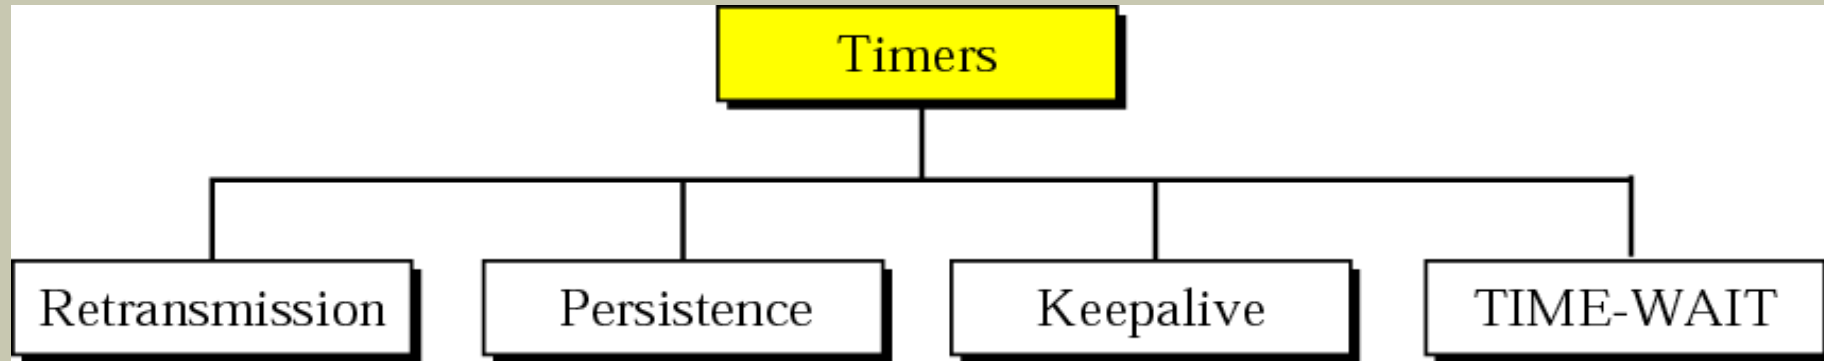 Timers
Retransmission
Persistence
Keepalive
TIME-WAIT